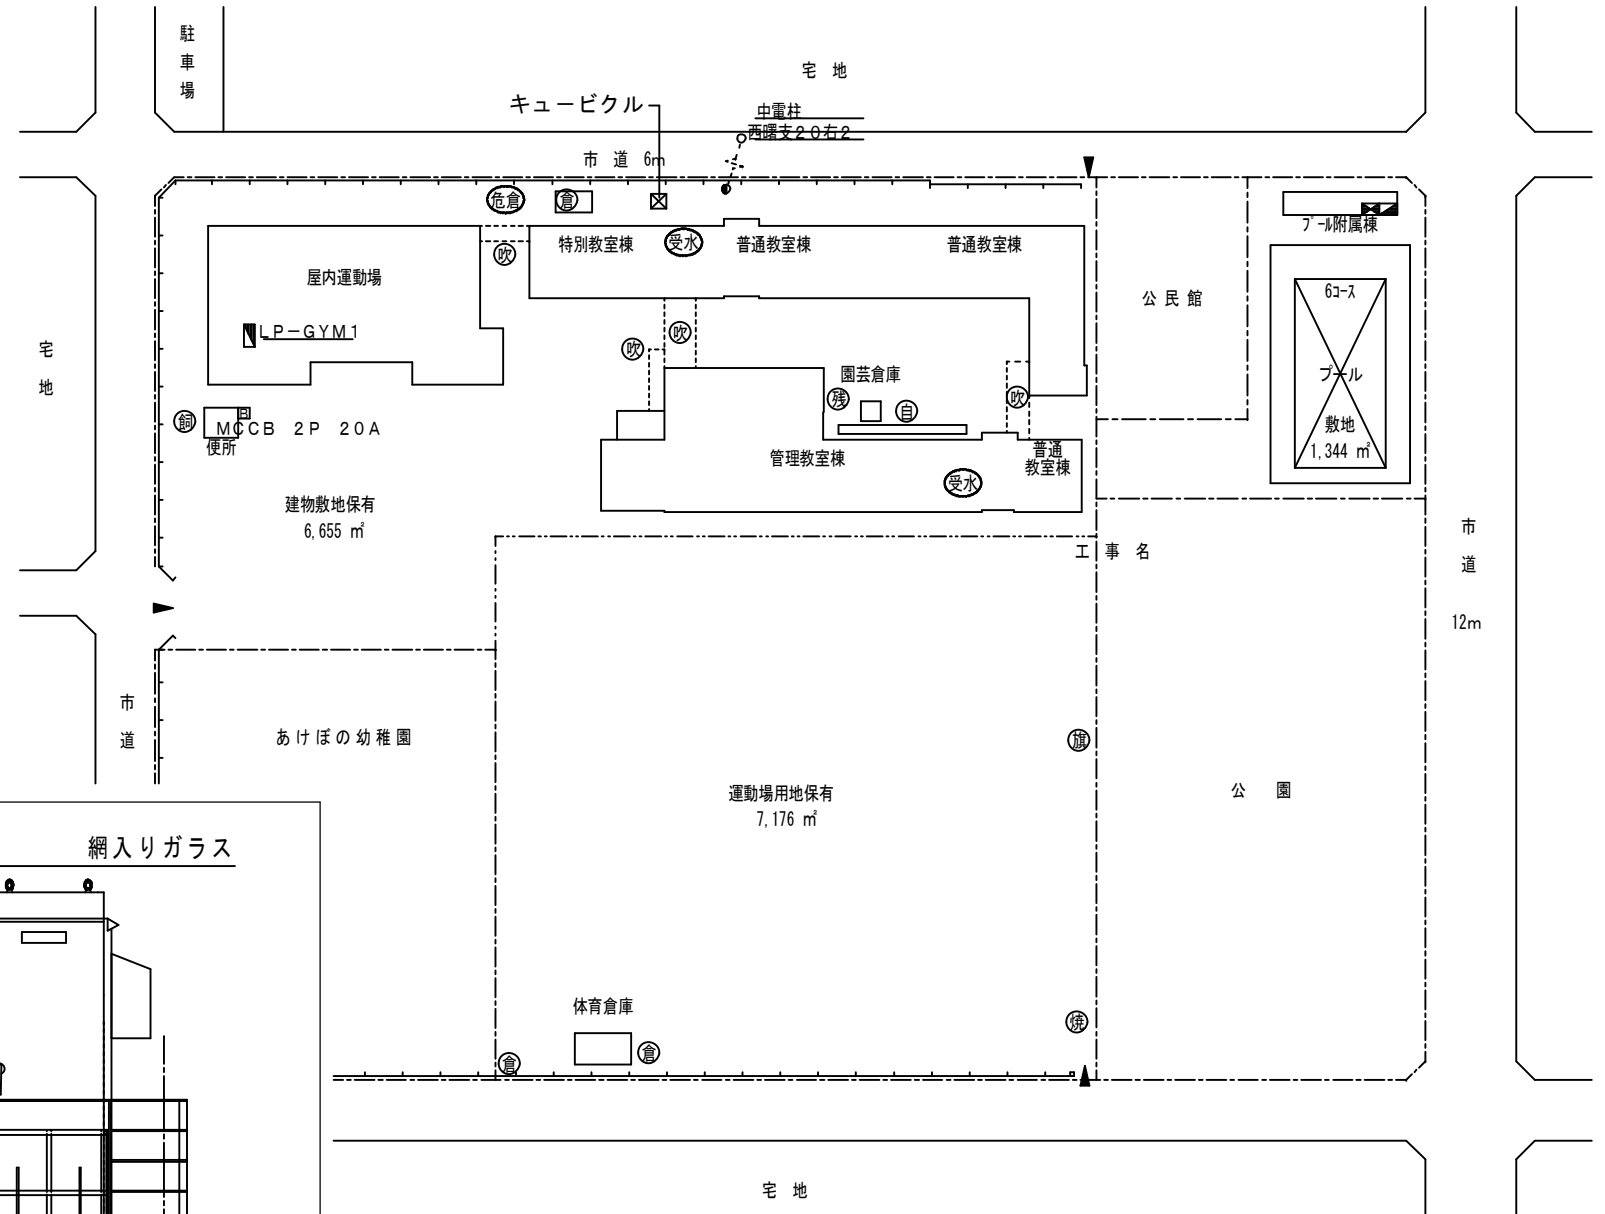 駐車場
宅 地
キュービクル
中電柱
西曙支20右2
市 道 6m
危倉
倉
プール附属棟
特別教室棟
受水
普通教室棟
普通教室棟
吹
屋内運動場
公民館
6コース
LP-GYM1
吹
吹
宅地
園芸倉庫
プール
残
自
吹
飼
B
MCCB 2P 20A
便所
敷地
1,344 ㎡
管理教室棟
普通
教室棟
受水
建物敷地保有
6,655 ㎡
工 事 名
市道
12m
市道
あけぼの幼稚園
旗
運動場用地保有
7,176 ㎡
公 園
網入りガラス
体育倉庫
焼
倉
倉
宅 地